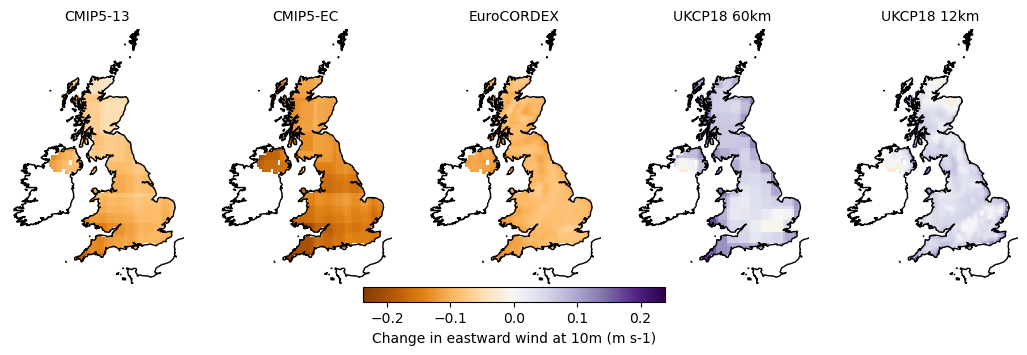 CMIP5-13 CMIP5-EC EuroCORDEX UKCP18 60km UKCP18 12km
−0.2 −0.1 0.0 0.1 0.2
Change in eastward wind at 10m (m s-1)